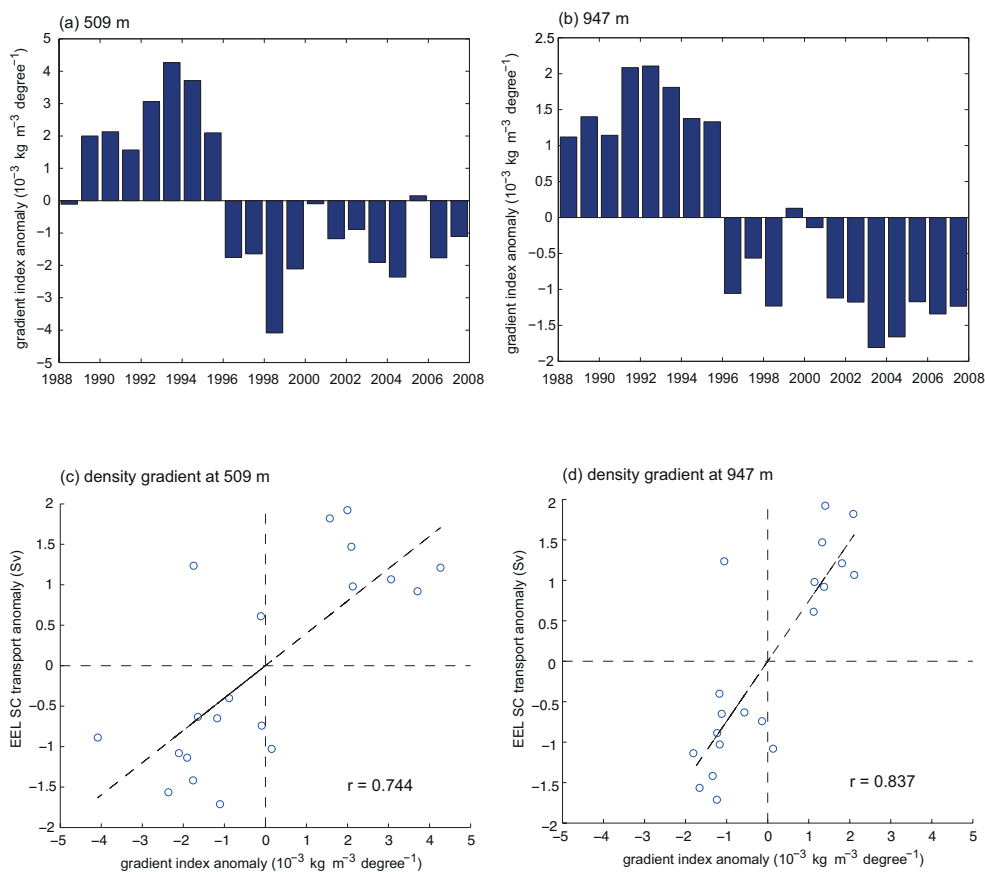 (a) 509 m
gradient index anomaly (10⁻³ kg m⁻³ degree⁻¹)
5
4
3
2
1
0
−1
−2
−3
−4
−5
1988 1990 1992 1994 1996 1998 2000 2002 2004 2006 2008
(b) 947 m
gradient index anomaly (10⁻³ kg m⁻³ degree⁻¹)
2.5
2
1.5
1
0.5
0
−0.5
−1
−1.5
−2
1988 1990 1992 1994 1996 1998 2000 2002 2004 2006 2008
(c) density gradient at 509 m
EEL SC transport anomaly (Sv)
2
1.5
1
0.5
0
−0.5
−1
−1.5
−2
r = 0.744
−5 −4 −3 −2 −1 0 1 2 3 4 5
gradient index anomaly (10⁻³ kg m⁻³ degree⁻¹)
(d) density gradient at 947 m
EEL SC transport anomaly (Sv)
2
1.5
1
0.5
0
−0.5
−1
−1.5
−2
r = 0.837
−5 −4 −3 −2 −1 0 1 2 3 4 5
gradient index anomaly (10⁻³ kg m⁻³ degree⁻¹)